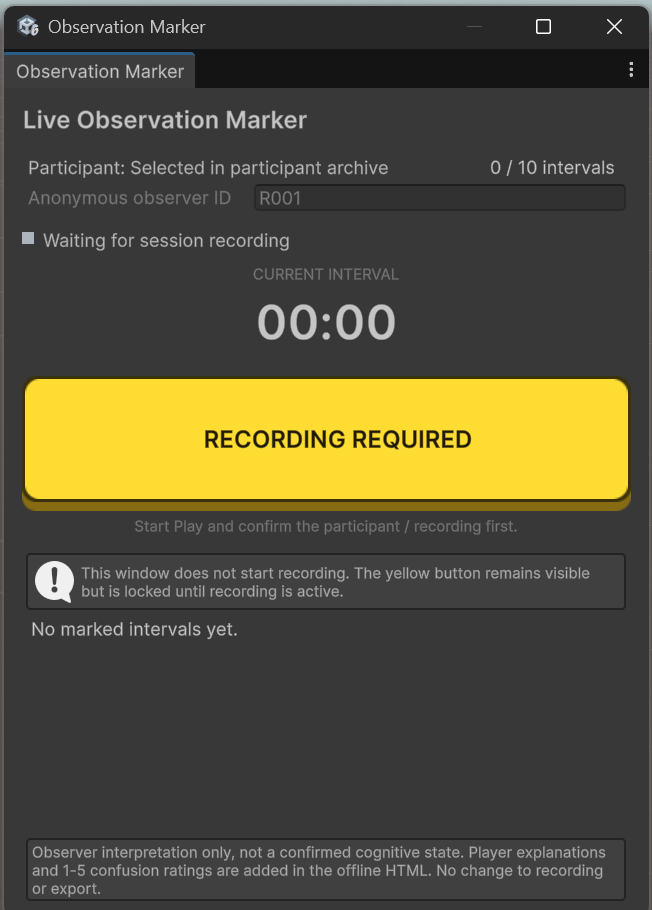 Observation Marker
Observation Marker
Live Observation Marker
Participant: Selected in participant archive 0 / 10 intervals
Anonymous observer ID R001
Waiting for session recording
CURRENT INTERVAL
00:00
RECORDING REQUIRED
Start Play and confirm the participant / recording first.
This window does not start recording. The yellow button remains visible
but is locked until recording is active.
No marked intervals yet.
Observer interpretation only, not a confirmed cognitive state. Player explanations
and 1-5 confusion ratings are added in the offline HTML. No change to recording
or export.